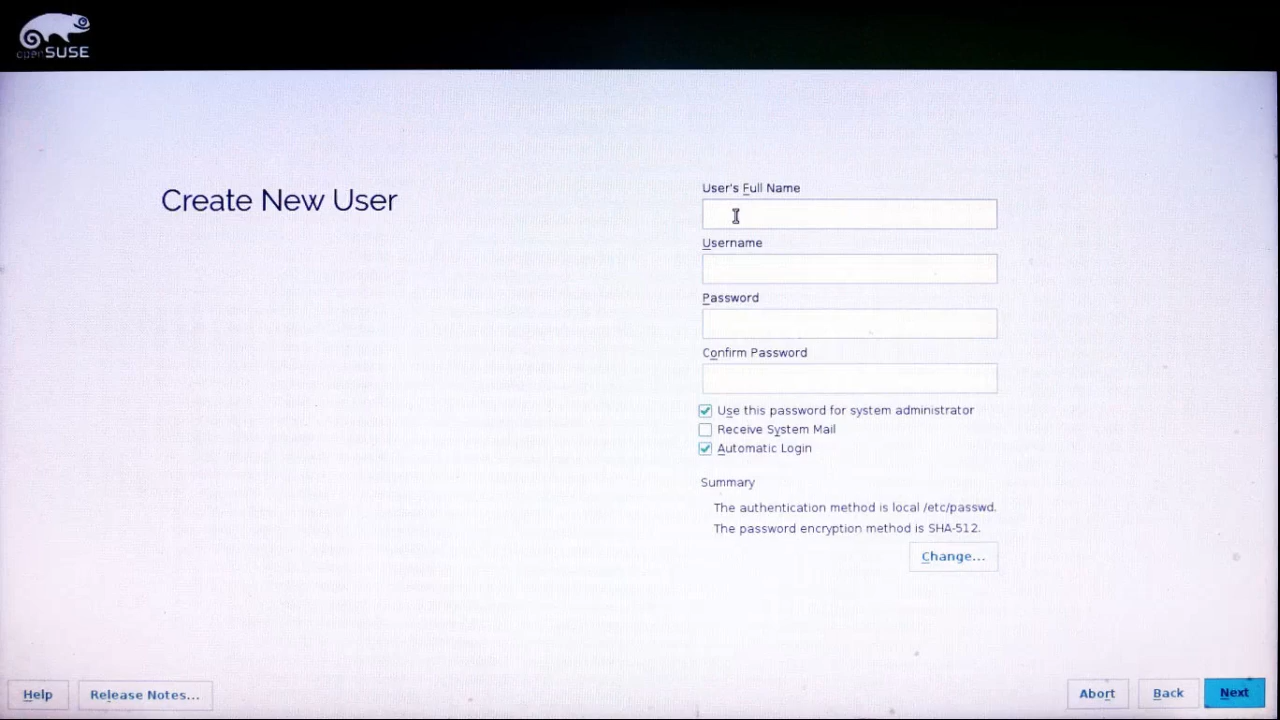 openSUSE
Create New User
User's Full Name
Username
Password
Confirm Password
Use this password for system administrator
Receive System Mail
Automatic Login
Summary
The authentication method is local /etc/passwd.
The password encryption method is SHA-512.
Change...
Help
Release Notes...
Abort
Back
Next